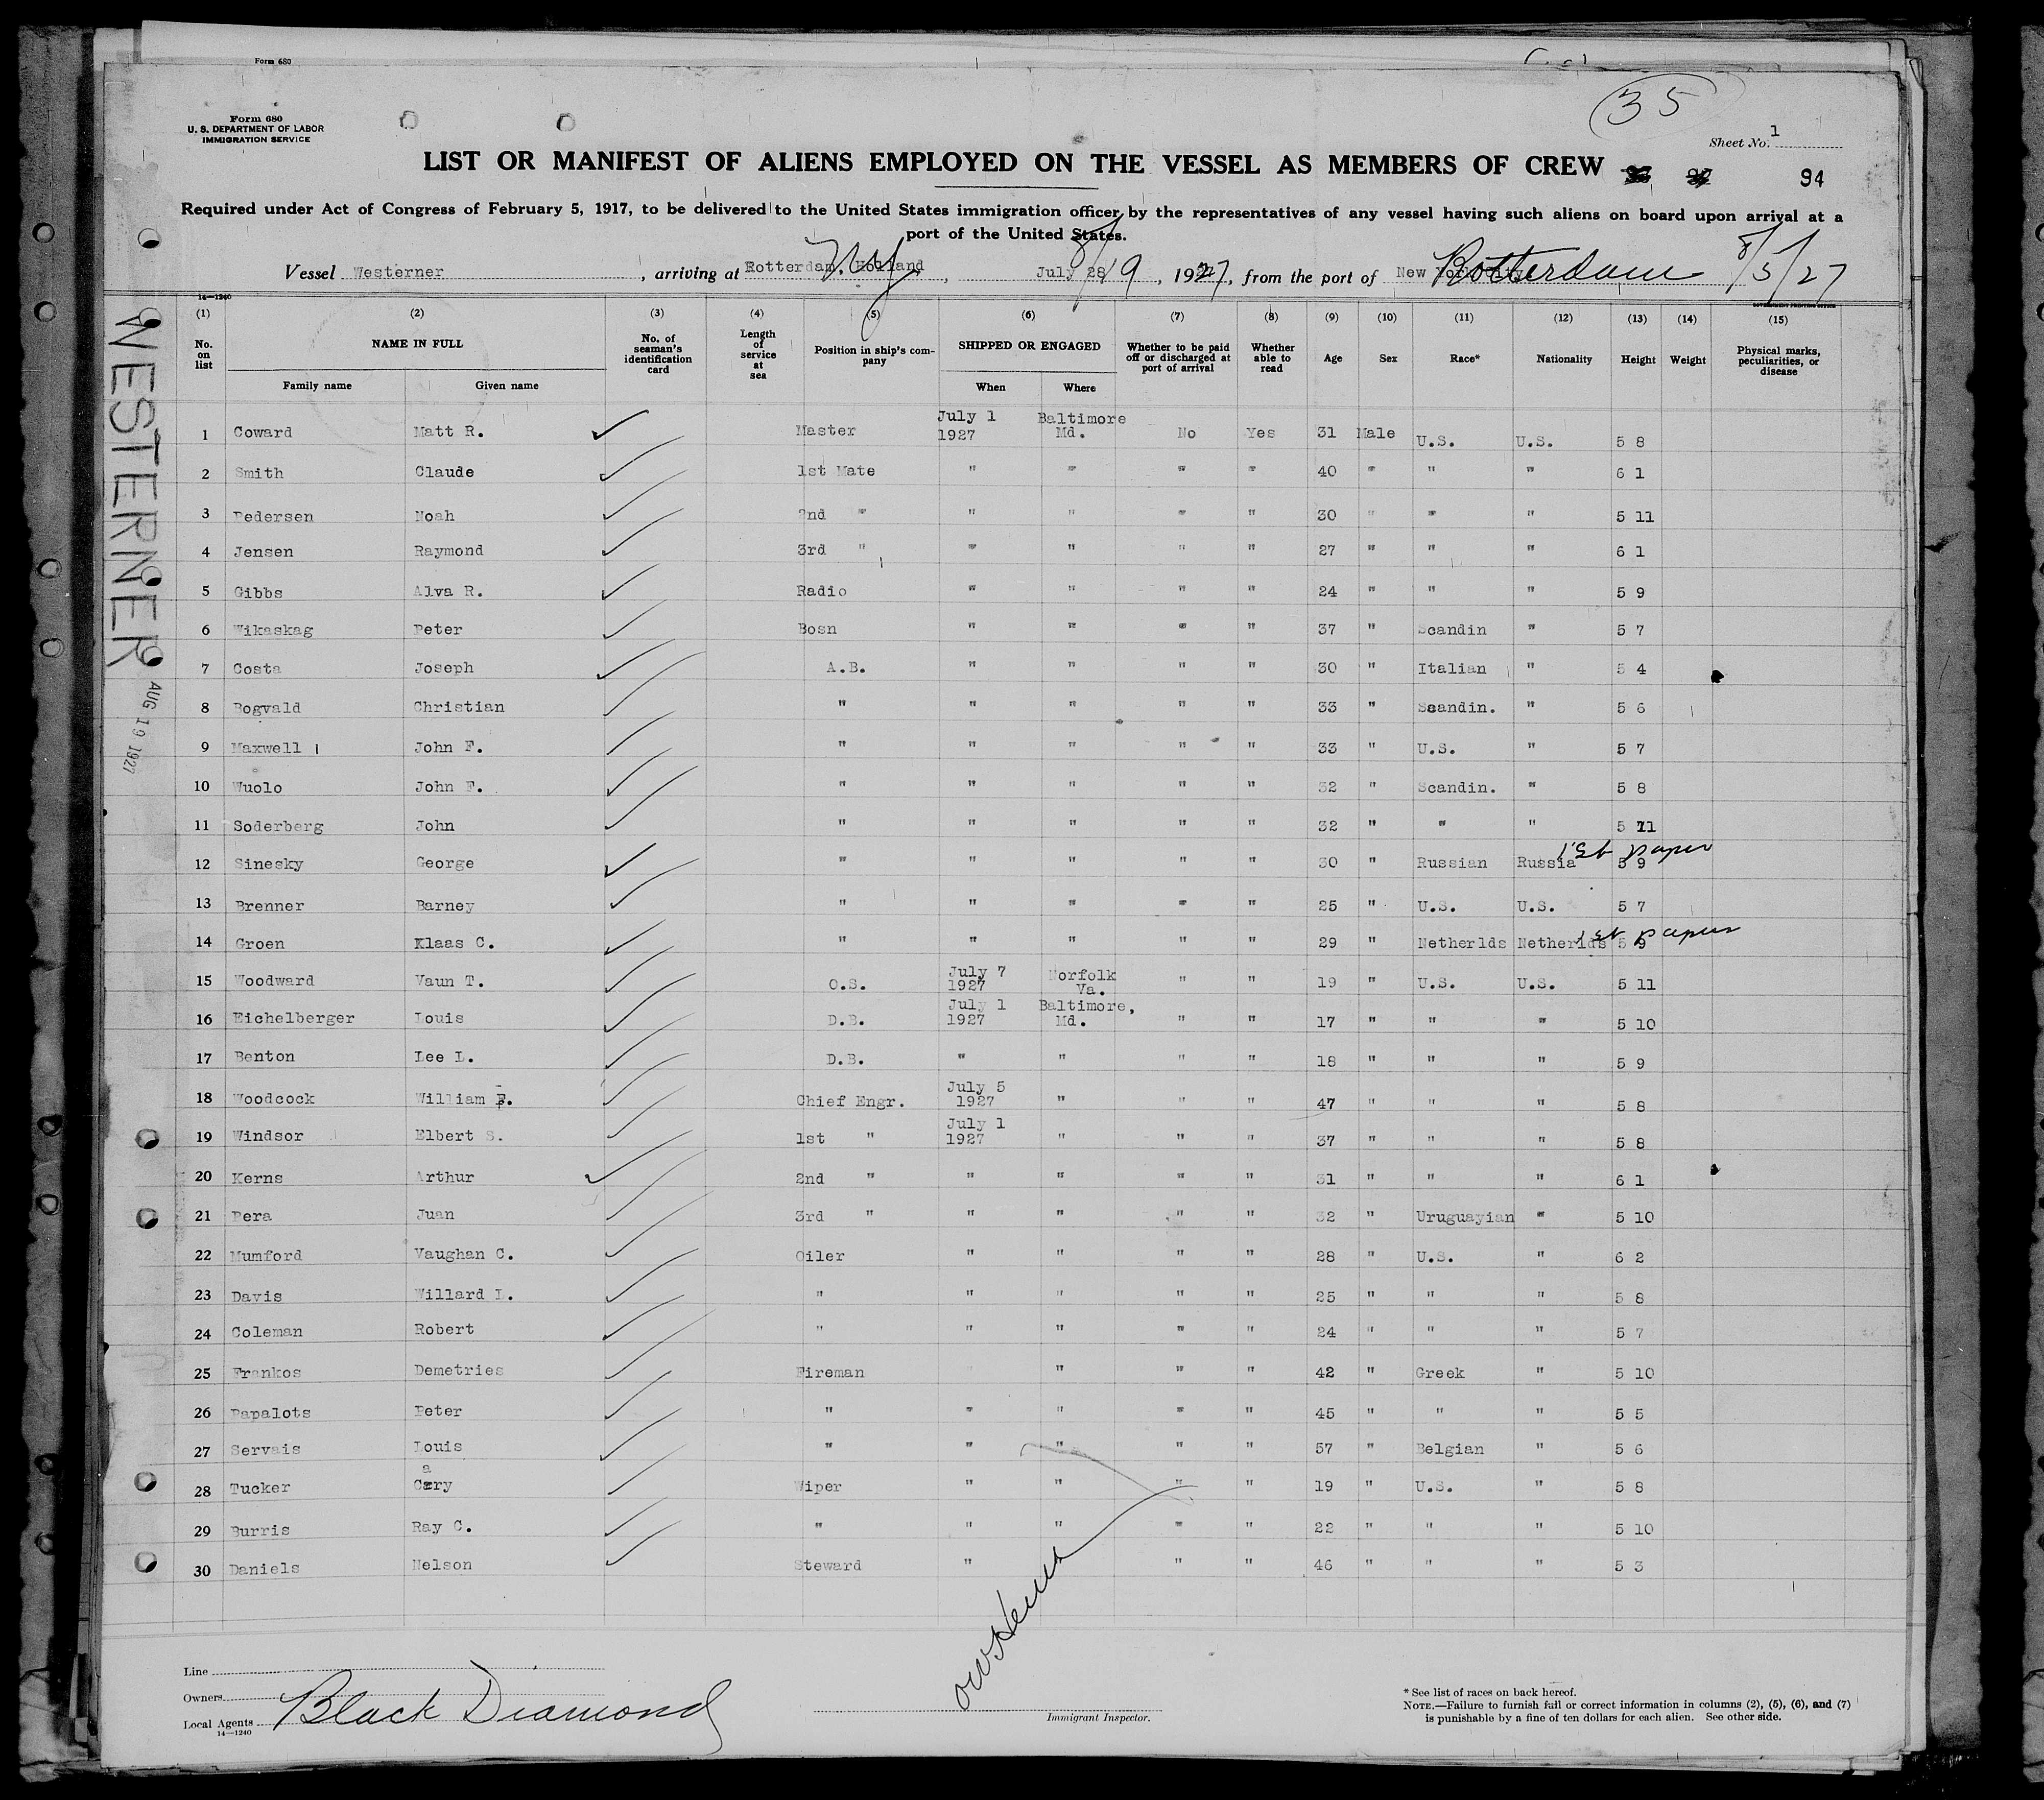 Form 680
35
Form 680
U. S. DEPARTMENT OF LABOR
IMMIGRATION SERVICE
Sheet No. 1
LIST OR MANIFEST OF ALIENS EMPLOYED ON THE VESSEL AS MEMBERS OF CREW
94
Required under Act of Congress of February 5, 1917, to be delivered to the United States immigration officer by the representatives of any vessel having such aliens on board upon arrival at a
port of the United States.
Vessel Westerner, arriving at Rotterdam, Holland N.Y., July 28 8/19, 1927, from the port of New York City Rotterdam 8/5/27
14—1240
GOVERNMENT PRINTING OFFICE
(1) (2) (3) (4) (5) (6) (7) (8) (9) (10) (11) (12) (13) (14) (15)
No. on list NAME IN FULL Family name Given name No. of seaman's identification card Length of service at sea Position in ship's company SHIPPED OR ENGAGED When Where Whether to be paid off or discharged at port of arrival Whether able to read Age Sex Race* Nationality Height Weight Physical marks, peculiarities, or disease
WESTERNER
AUG 19 1927
1 Coward Matt R. Master July 1 1927 Baltimore Md. No Yes 31 Male U.S. U.S. 5 8
2 Smith Claude 1st Mate " " " " 40 " " " 6 1
3 Pedersen Noah 2nd " " " " " 30 " " " 5 11
4 Jensen Raymond 3rd " " " " " 27 " " " 6 1
5 Gibbs Alva R. Radio " " " " 24 " " " 5 9
6 Wikaskag Peter Bosn " " " " 37 " Scandin " 5 7
7 Costa Joseph A.B. " " " " 30 " Italian " 5 4
8 Bogvald Christian " " " " " 33 " Scandin. " 5 6
9 Maxwell John F. " " " " " 33 " U.S. " 5 7
10 Wuolo John F. " " " " " 32 " Scandin. " 5 8
11 Soderberg John " " " " " 32 " " " 5 11
12 Sinesky George " " " " " 30 " Russian Russia 1st paper 5 9
13 Brenner Barney " " " " " 25 " U.S. U.S. 5 7
14 Groen Klaas C. " " " " " 29 " Netherlds Netherlds 1st papers 5 9
15 Woodward Vaun T. O.S. July 7 1927 Norfolk Va. " " 19 " U.S. U.S. 5 11
16 Eichelberger Louis D.B. July 1 1927 Baltimore, Md. " " 17 " " " 5 10
17 Benton Lee L. D.B. " " " " 18 " " " 5 9
18 Woodcock William F. Chief Engr. July 5 1927 " " " 47 " " " 5 8
19 Windsor Elbert S. 1st " July 1 1927 " " " 37 " " " 5 8
20 Kerns Arthur 2nd " " " " " 31 " " " 6 1
21 Pera Juan 3rd " " " " " 32 " Uruguayian " 5 10
22 Mumford Vaughan C. Oiler " " " " 28 " U.S. " 6 2
23 Davis Willard I. " " " " " 25 " " " 5 8
24 Coleman Robert " " " " " 24 " " " 5 7
25 Frankos Demetries Fireman " " " 42 " Greek " 5 10
26 Papalots Peter " " " " " 45 " " " 5 5
27 Servais Louis " " " " " 57 " Belgian " 5 6
28 Tucker Cary Wiper " " " " 19 " U.S. " 5 8
29 Burris Ray C. " " " " " 22 " " " 5 10
30 Daniels Nelson Steward " " " 46 " " " 5 3
Line
Owners
Local Agents Black Diamond
14—1240
Immigrant Inspector.
* See list of races on back hereof.
NOTE.—Failure to furnish full or correct information in columns (2), (5), (6), and (7)
is punishable by a fine of ten dollars for each alien. See other side.